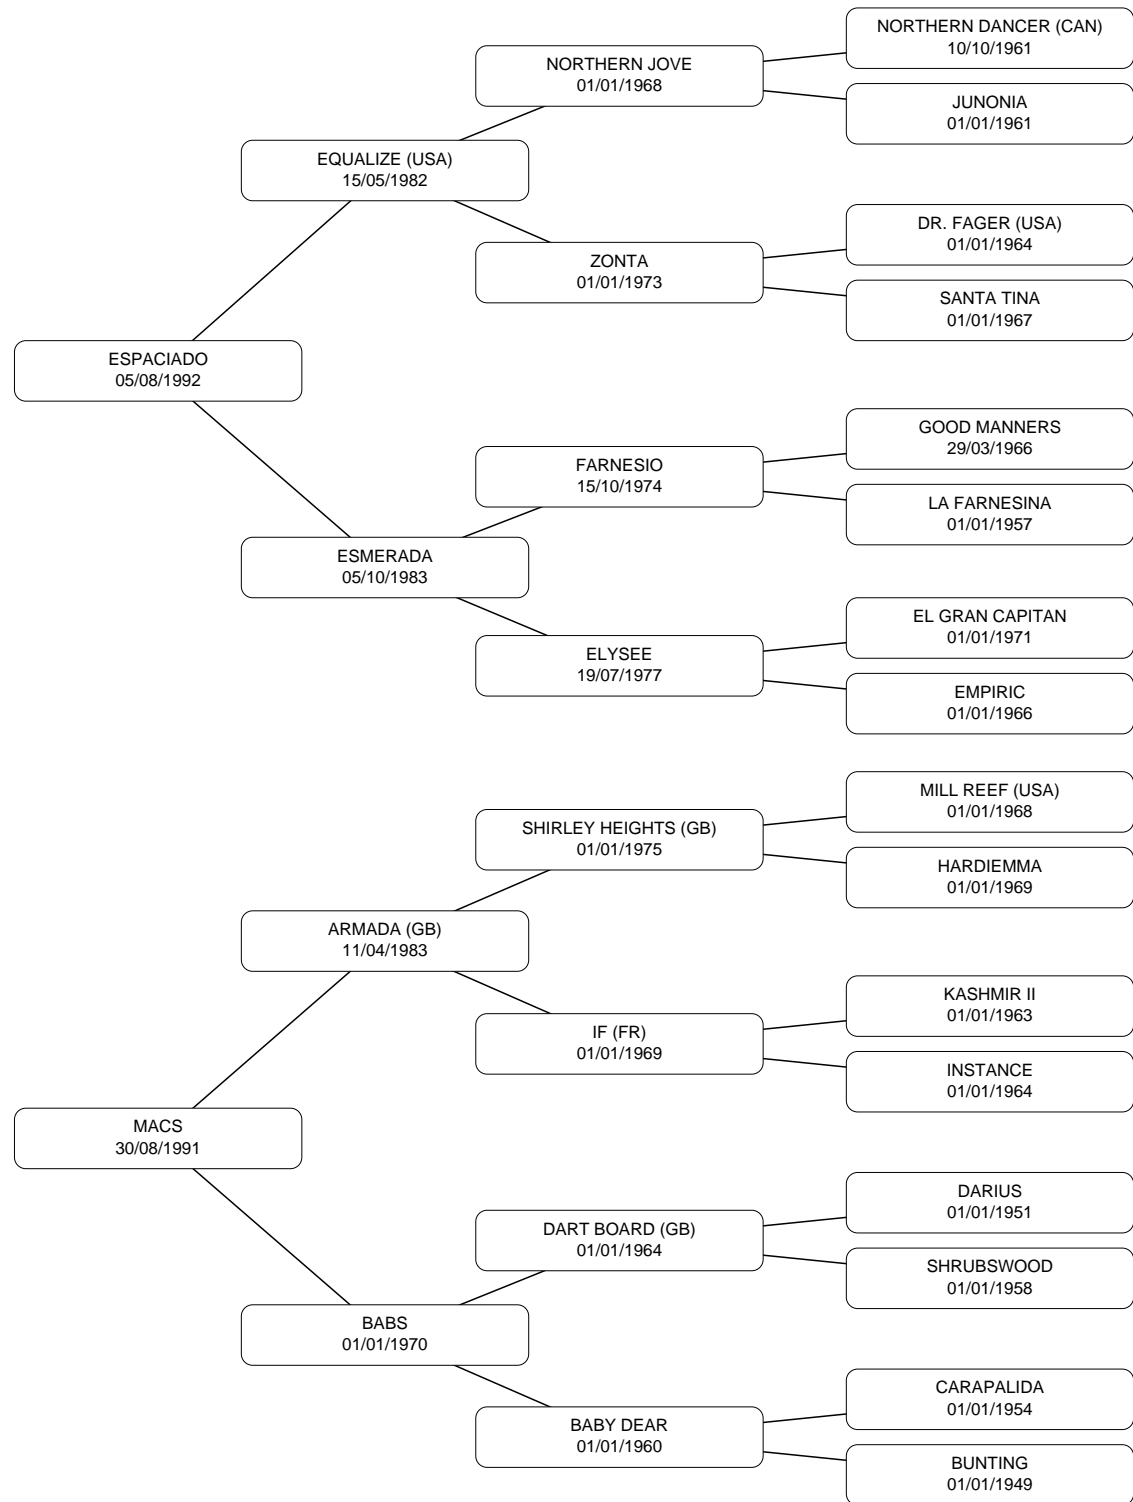 NORTHERN DANCER (CAN)
10/10/1961
NORTHERN JOVE
01/01/1968
JUNONIA
01/01/1961
EQUALIZE (USA)
15/05/1982
DR. FAGER (USA)
01/01/1964
ZONTA
01/01/1973
SANTA TINA
01/01/1967
ESPACIADO
05/08/1992
GOOD MANNERS
29/03/1966
FARNESIO
15/10/1974
LA FARNESINA
01/01/1957
ESMERADA
05/10/1983
EL GRAN CAPITAN
01/01/1971
ELYSEE
19/07/1977
EMPIRIC
01/01/1966
MILL REEF (USA)
01/01/1968
SHIRLEY HEIGHTS (GB)
01/01/1975
HARDIEMMA
01/01/1969
ARMADA (GB)
11/04/1983
KASHMIR II
01/01/1963
IF (FR)
01/01/1969
INSTANCE
01/01/1964
MACS
30/08/1991
DARIUS
01/01/1951
DART BOARD (GB)
01/01/1964
SHRUBSWOOD
01/01/1958
BABS
01/01/1970
CARAPALIDA
01/01/1954
BABY DEAR
01/01/1960
BUNTING
01/01/1949